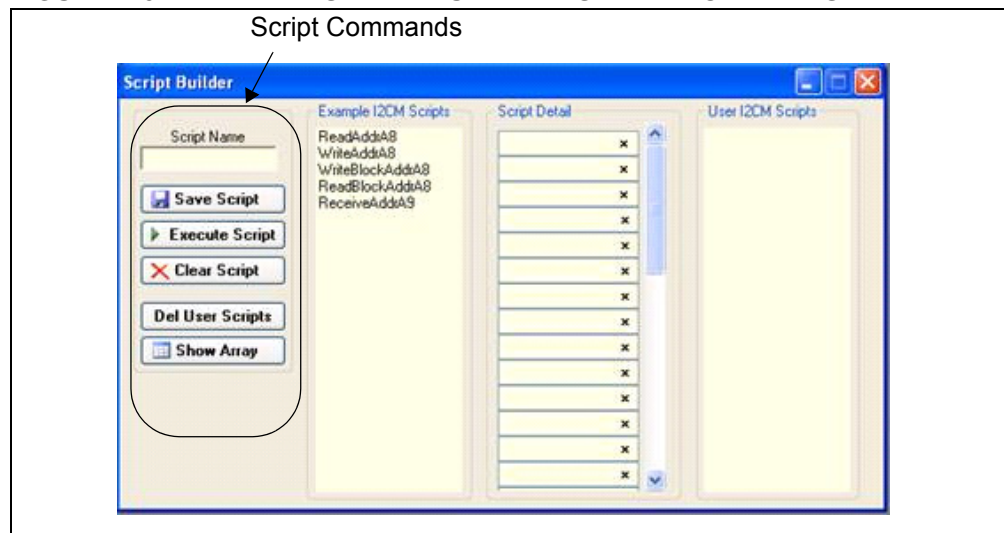 Script Commands
Script Builder
Script Name
Save Script
Execute Script
Clear Script
Del User Scripts
Show Array
Example I2CM Scripts
ReadAddrA8
WriteAddrA8
WriteBlockAddrA8
ReadBlockAddrA8
ReceiveAddrA9
Script Detail
User I2CM Scripts